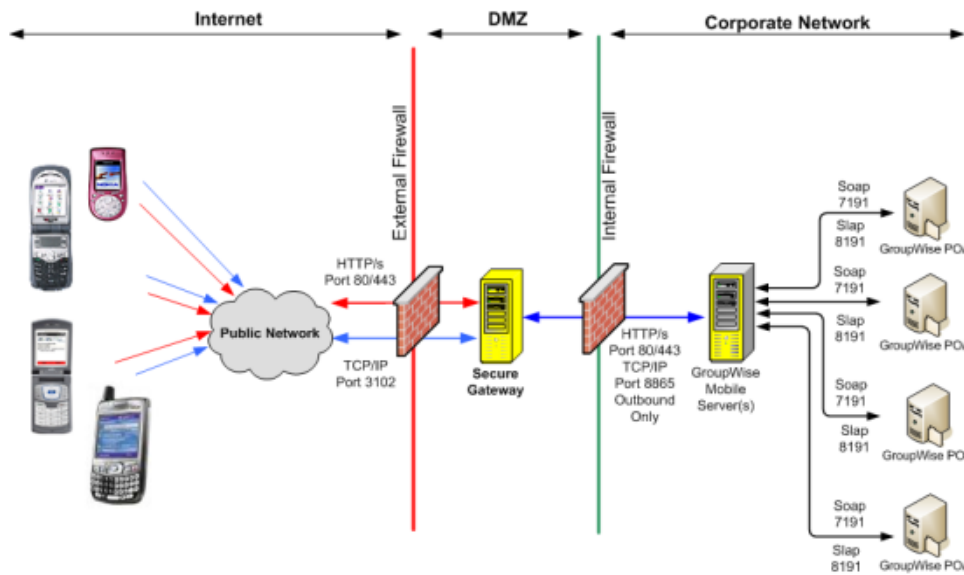 Internet
DMZ
Corporate Network
External Firewall
Internal Firewall
HTTP/s
Port 80/443
Public Network
TCP/IP
Port 3102
Secure
Gateway
HTTP/s
Port 80/443
TCP/IP
Port 8865
Outbound
Only
GroupWise
Mobile
Server(s)
Soap
7191
Slap
8191
GroupWise PO
Soap
7191
Slap
8191
GroupWise PO
Soap
7191
Slap
8191
GroupWise PO
Soap
7191
Slap
8191
GroupWise PO